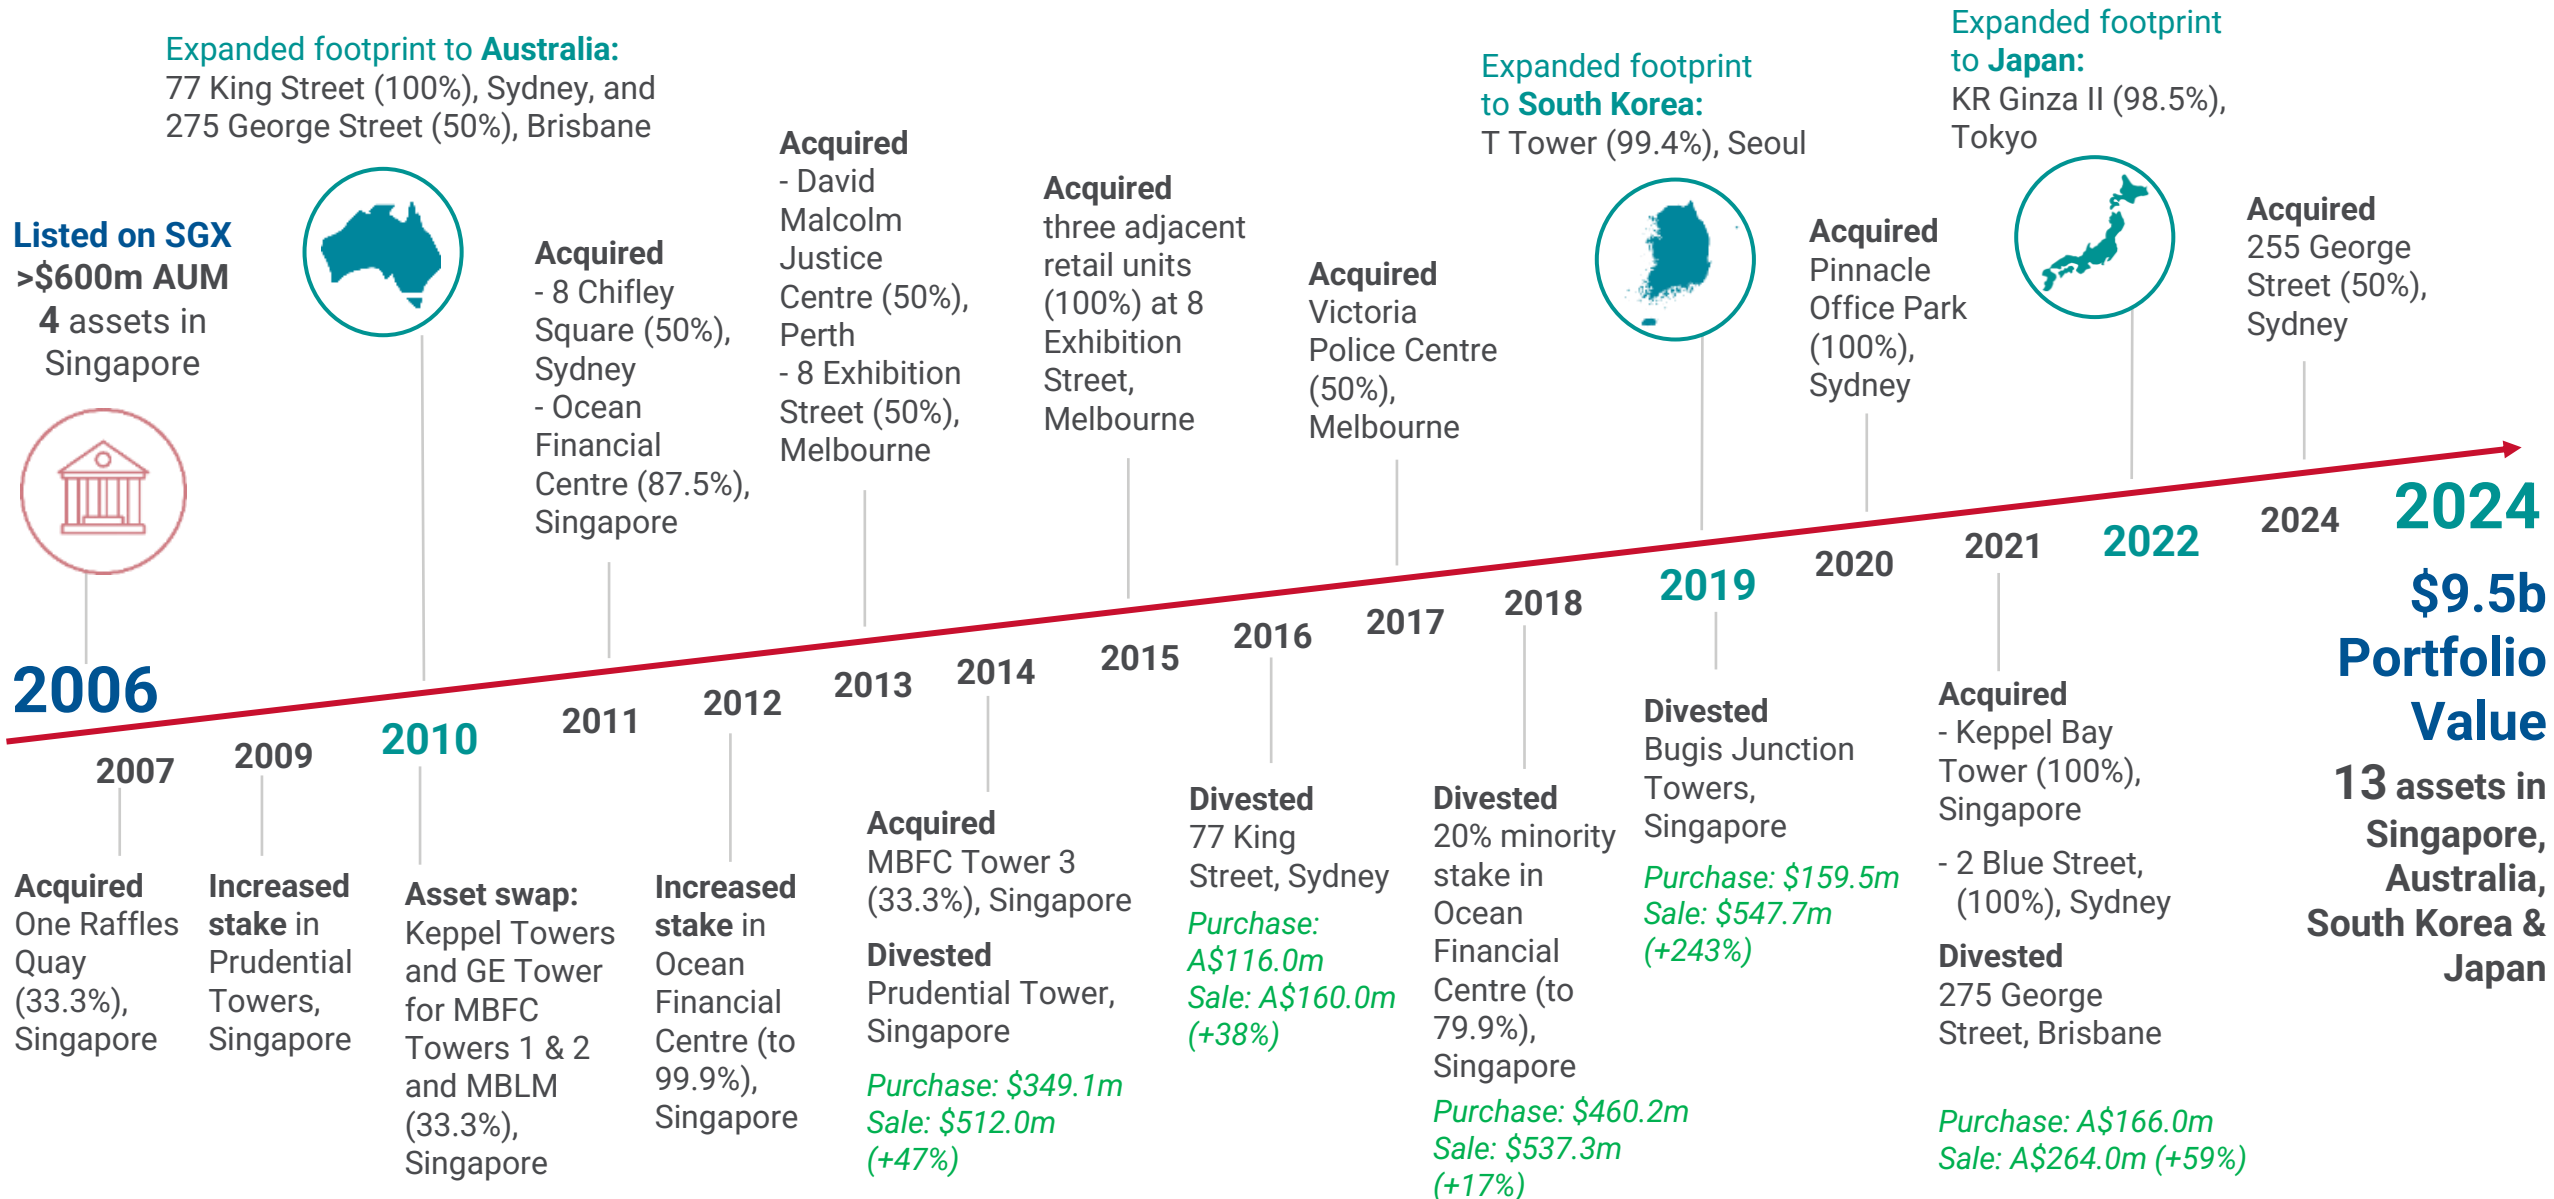 Expanded footprint to Australia:
77 King Street (100%), Sydney, and
275 George Street (50%), Brisbane
Expanded footprint
to South Korea:
T Tower (99.4%), Seoul
Expanded footprint
to Japan:
KR Ginza II (98.5%),
Tokyo
Listed on SGX
>$600m AUM
4 assets in
Singapore
Acquired
- 8 Chifley
Square (50%),
Sydney
- Ocean
Financial
Centre (87.5%),
Singapore
Acquired
- David
Malcolm
Justice
Centre (50%),
Perth
- 8 Exhibition
Street (50%),
Melbourne
Acquired
three adjacent
retail units
(100%) at 8
Exhibition
Street,
Melbourne
Acquired
Victoria
Police Centre
(50%),
Melbourne
Acquired
Pinnacle
Office Park
(100%),
Sydney
Acquired
255 George
Street (50%),
Sydney
2006
2007
2009
2010
2011
2012
2013
2014
2015
2016
2017
2018
2019
2020
2021
2022
2024
2024
Acquired
One Raffles
Quay
(33.3%),
Singapore
Increased
stake in
Prudential
Towers,
Singapore
Asset swap:
Keppel Towers
and GE Tower
for MBFC
Towers 1 & 2
and MBLM
(33.3%),
Singapore
Increased
stake in
Ocean
Financial
Centre (to
99.9%),
Singapore
Acquired
MBFC Tower 3
(33.3%), Singapore
Divested
Prudential Tower,
Singapore
Purchase: $349.1m
Sale: $512.0m
(+47%)
Divested
77 King
Street, Sydney
Purchase:
A$116.0m
Sale: A$160.0m
(+38%)
Divested
20% minority
stake in
Ocean
Financial
Centre (to
79.9%),
Singapore
Purchase: $460.2m
Sale: $537.3m
(+17%)
Divested
Bugis Junction
Towers,
Singapore
Purchase: $159.5m
Sale: $547.7m
(+243%)
Acquired
- Keppel Bay
Tower (100%),
Singapore
- 2 Blue Street,
(100%), Sydney
Divested
275 George
Street, Brisbane
Purchase: A$166.0m
Sale: A$264.0m (+59%)
$9.5b
Portfolio
Value
13 assets in
Singapore,
Australia,
South Korea &
Japan